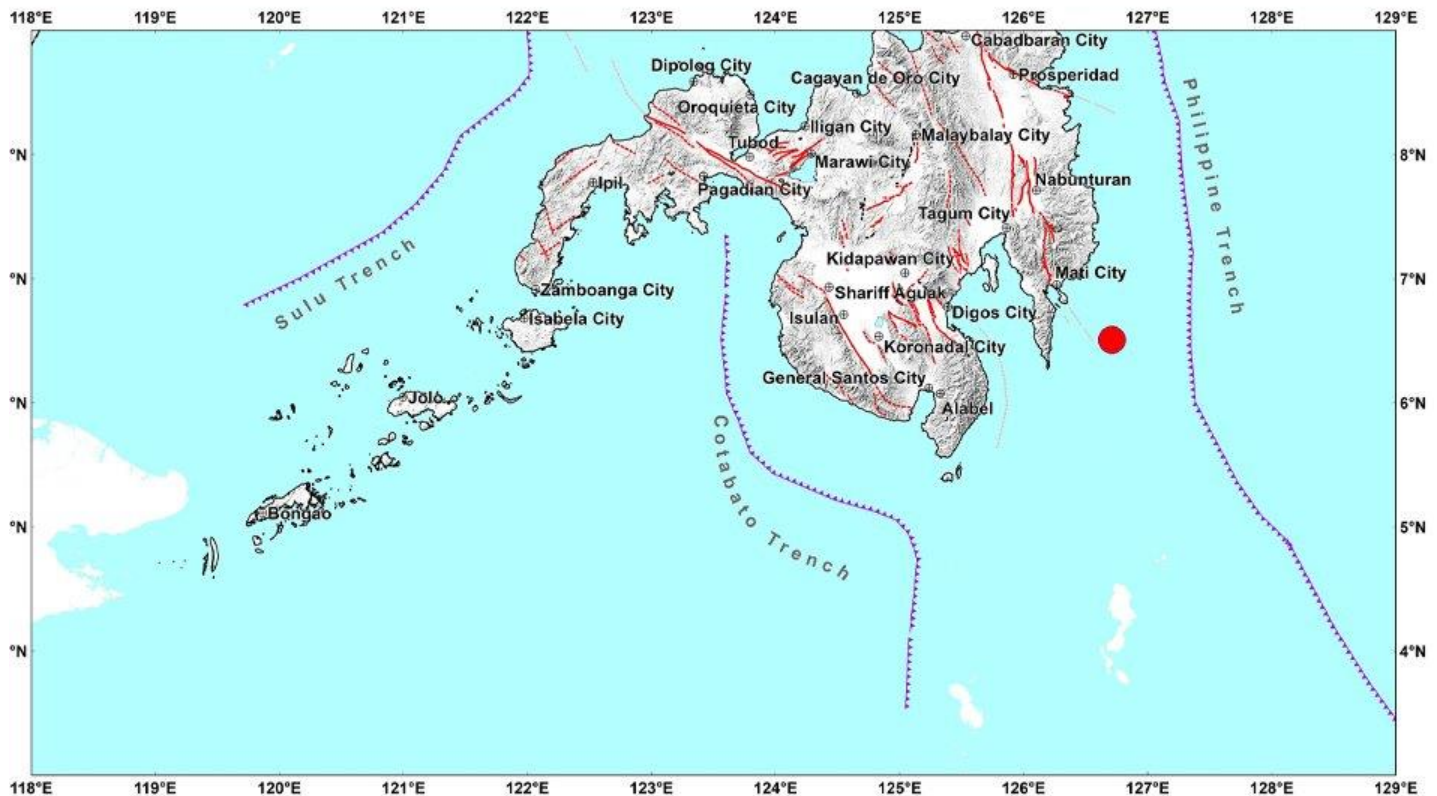 118°E 119°E 120°E 121°E 122°E 123°E 124°E 125°E 126°E 127°E 128°E 129°E
Cabadbaran City
Dipolog City
Cagayan de Oro City
Prosperidad
Oroquieta City
Iligan City
Malaybalay City
Tubod
°N
Marawi City
8°N
Ipil
Pagadian City
Nabunturan
Tagum City
Philippine Trench
Sulu Trench
Kidapawan City
Mati City
°N
7°N
Zamboanga City
Shariff Aguak
Isabela City
Isulan
Digos City
Koronadal City
General Santos City
Jolo
Alabel
°N
6°N
Cotabato Trench
Bongao
°N
5°N
°N
4°N
118°E 119°E 120°E 121°E 122°E 123°E 124°E 125°E 126°E 127°E 128°E 129°E